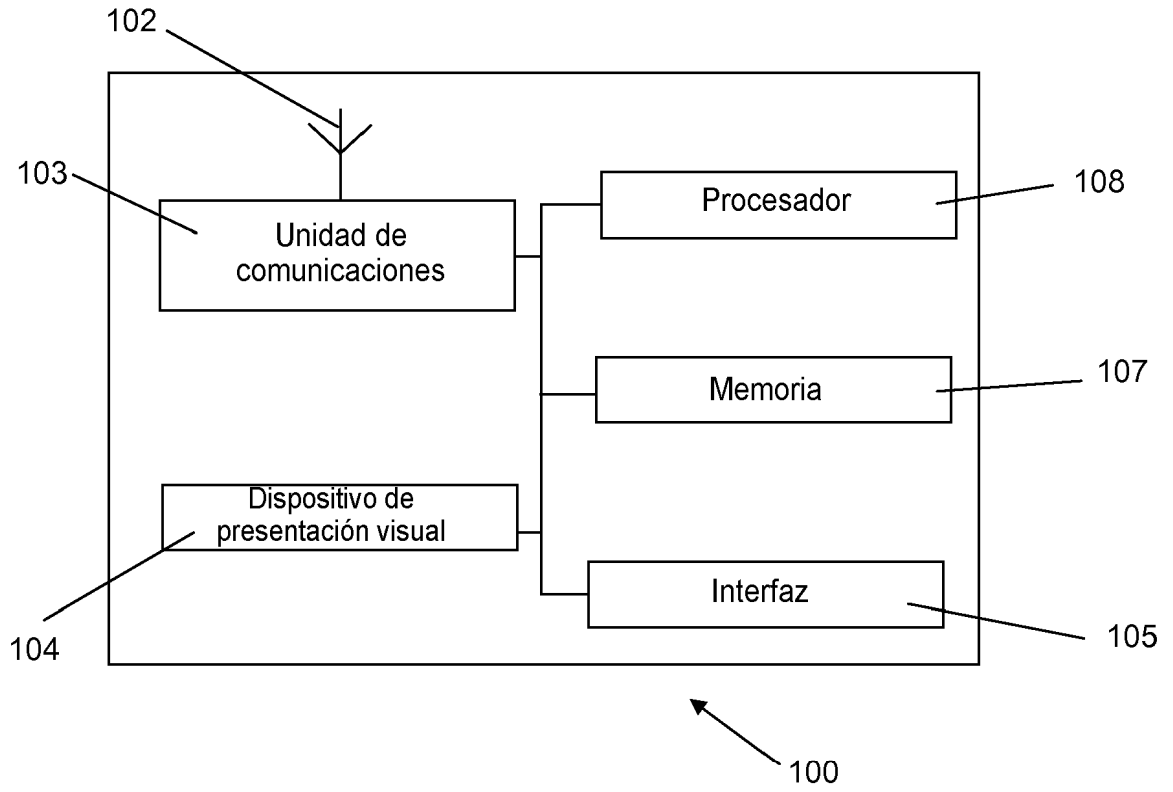 102
103
Unidad de
comunicaciones
Procesador
108
Memoria
107
Dispositivo de
presentación visual
104
Interfaz
105
100